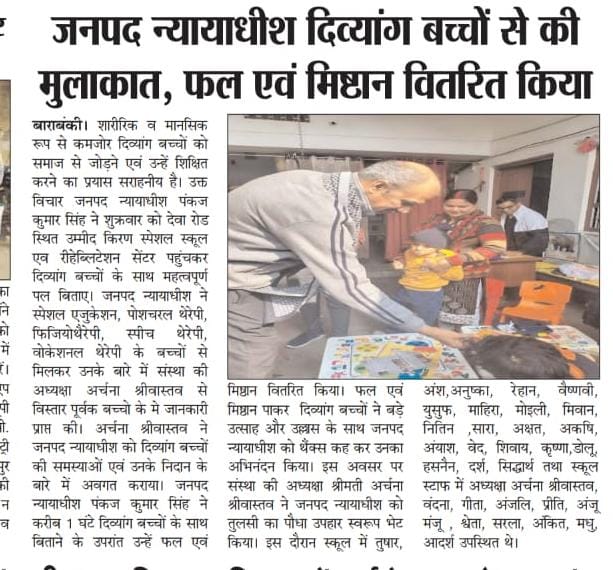 जनपद न्यायाधीश दिव्यांग बच्चों से की
मुलाकात, फल एवं मिष्ठान वितरित किया
बाराबंकी। शारीरिक व मानसिक
रूप से कमजोर दिव्यांग बच्चों को
समाज से जोड़ने एवं उन्हें शिक्षित
करने का प्रयास सराहनीय है। उक्त
विचार जनपद न्यायाधीश पंकज
कुमार सिंह ने शुक्रवार को देवा रोड
स्थित उम्मीद किरण स्पेशल स्कूल
एव रीहेब्लिटेशन सेंटर पहुंचकर
दिव्यांग बच्चों के साथ महत्वपूर्ण
पल बिताए। जनपद न्यायाधीश ने
स्पेशल एजुकेशन, पोशचरल थेरेपी,
फिजियोथैरेपी, स्पीच थेरेपी,
वोकेशनल थेरेपी के बच्चों से
मिलकर उनके बारे में संस्था की
अध्यक्षा अर्चना श्रीवास्तव से
विस्तार पूर्वक बच्चो के मे जानकारी
प्राप्त की। अर्चना श्रीवास्तव ने
जनपद न्यायाधीश को दिव्यांग बच्चों
की समस्याओं एवं उनके निदान के
बारे में अवगत कराया। जनपद
न्यायाधीश पंकज कुमार सिंह ने
करीब 1 घंटे दिव्यांग बच्चों के साथ
बिताने के उपरांत उन्हें फल एवं
मिष्ठान वितरित किया। फल एवं
मिष्ठान पाकर दिव्यांग बच्चों ने बड़े
उत्साह और उल्लास के साथ जनपद
न्यायाधीश को थैंक्स कह कर उनका
अभिनंदन किया। इस अवसर पर
संस्था की अध्यक्षा श्रीमती अर्चना
श्रीवास्तव ने जनपद न्यायाधीश को
तुलसी का पौधा उपहार स्वरूप भेंट
किया। इस दौरान स्कूल में तुषार,
अंश,अनुष्का, रेहान, वैष्णवी,
युसुफ, माहिरा, मोइली, मिवान,
नितिन ,सारा, अक्षत, अकषि,
अंयाश, वेद, शिवाय, कृष्णा,डोलू,
हसनैन, दर्श, सिद्धार्थ तथा स्कूल
स्टाफ में अध्यक्ष अर्चना श्रीवास्तव,
वंदना, गीता, अंजलि, प्रीति, अंजू
मंजू , श्वेता, सरला, अंकित, मधु,
आदर्श उपस्थित थे।